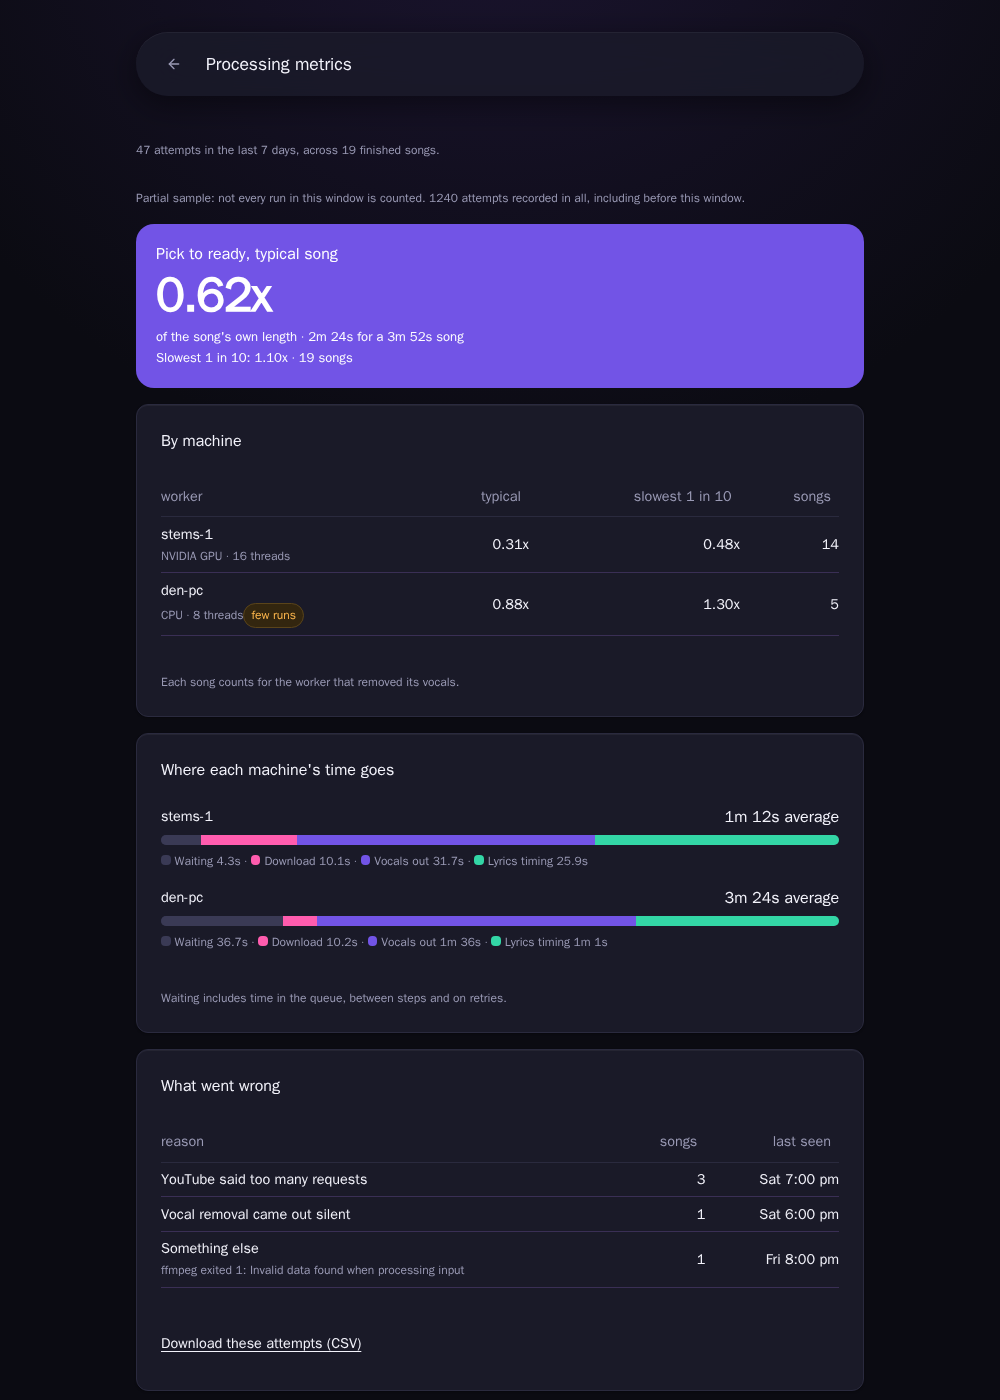 Processing metrics
47 attempts in the last 7 days, across 19 finished songs.
Partial sample: not every run in this window is counted. 1240 attempts recorded in all, including before this window.
Pick to ready, typical song
0.62x
of the song's own length · 2m 24s for a 3m 52s song
Slowest 1 in 10: 1.10x · 19 songs
By machine
worker typical slowest 1 in 10 songs
stems-1
NVIDIA GPU · 16 threads
0.31x 0.48x 14
den-pc
CPU · 8 threads few runs
0.88x 1.30x 5
Each song counts for the worker that removed its vocals.
Where each machine's time goes
stems-1 1m 12s average
Waiting 4.3s · Download 10.1s · Vocals out 31.7s · Lyrics timing 25.9s
den-pc 3m 24s average
Waiting 36.7s · Download 10.2s · Vocals out 1m 36s · Lyrics timing 1m 1s
Waiting includes time in the queue, between steps and on retries.
What went wrong
reason songs last seen
YouTube said too many requests 3 Sat 7:00 pm
Vocal removal came out silent 1 Sat 6:00 pm
Something else
ffmpeg exited 1: Invalid data found when processing input
1 Fri 8:00 pm
Download these attempts (CSV)